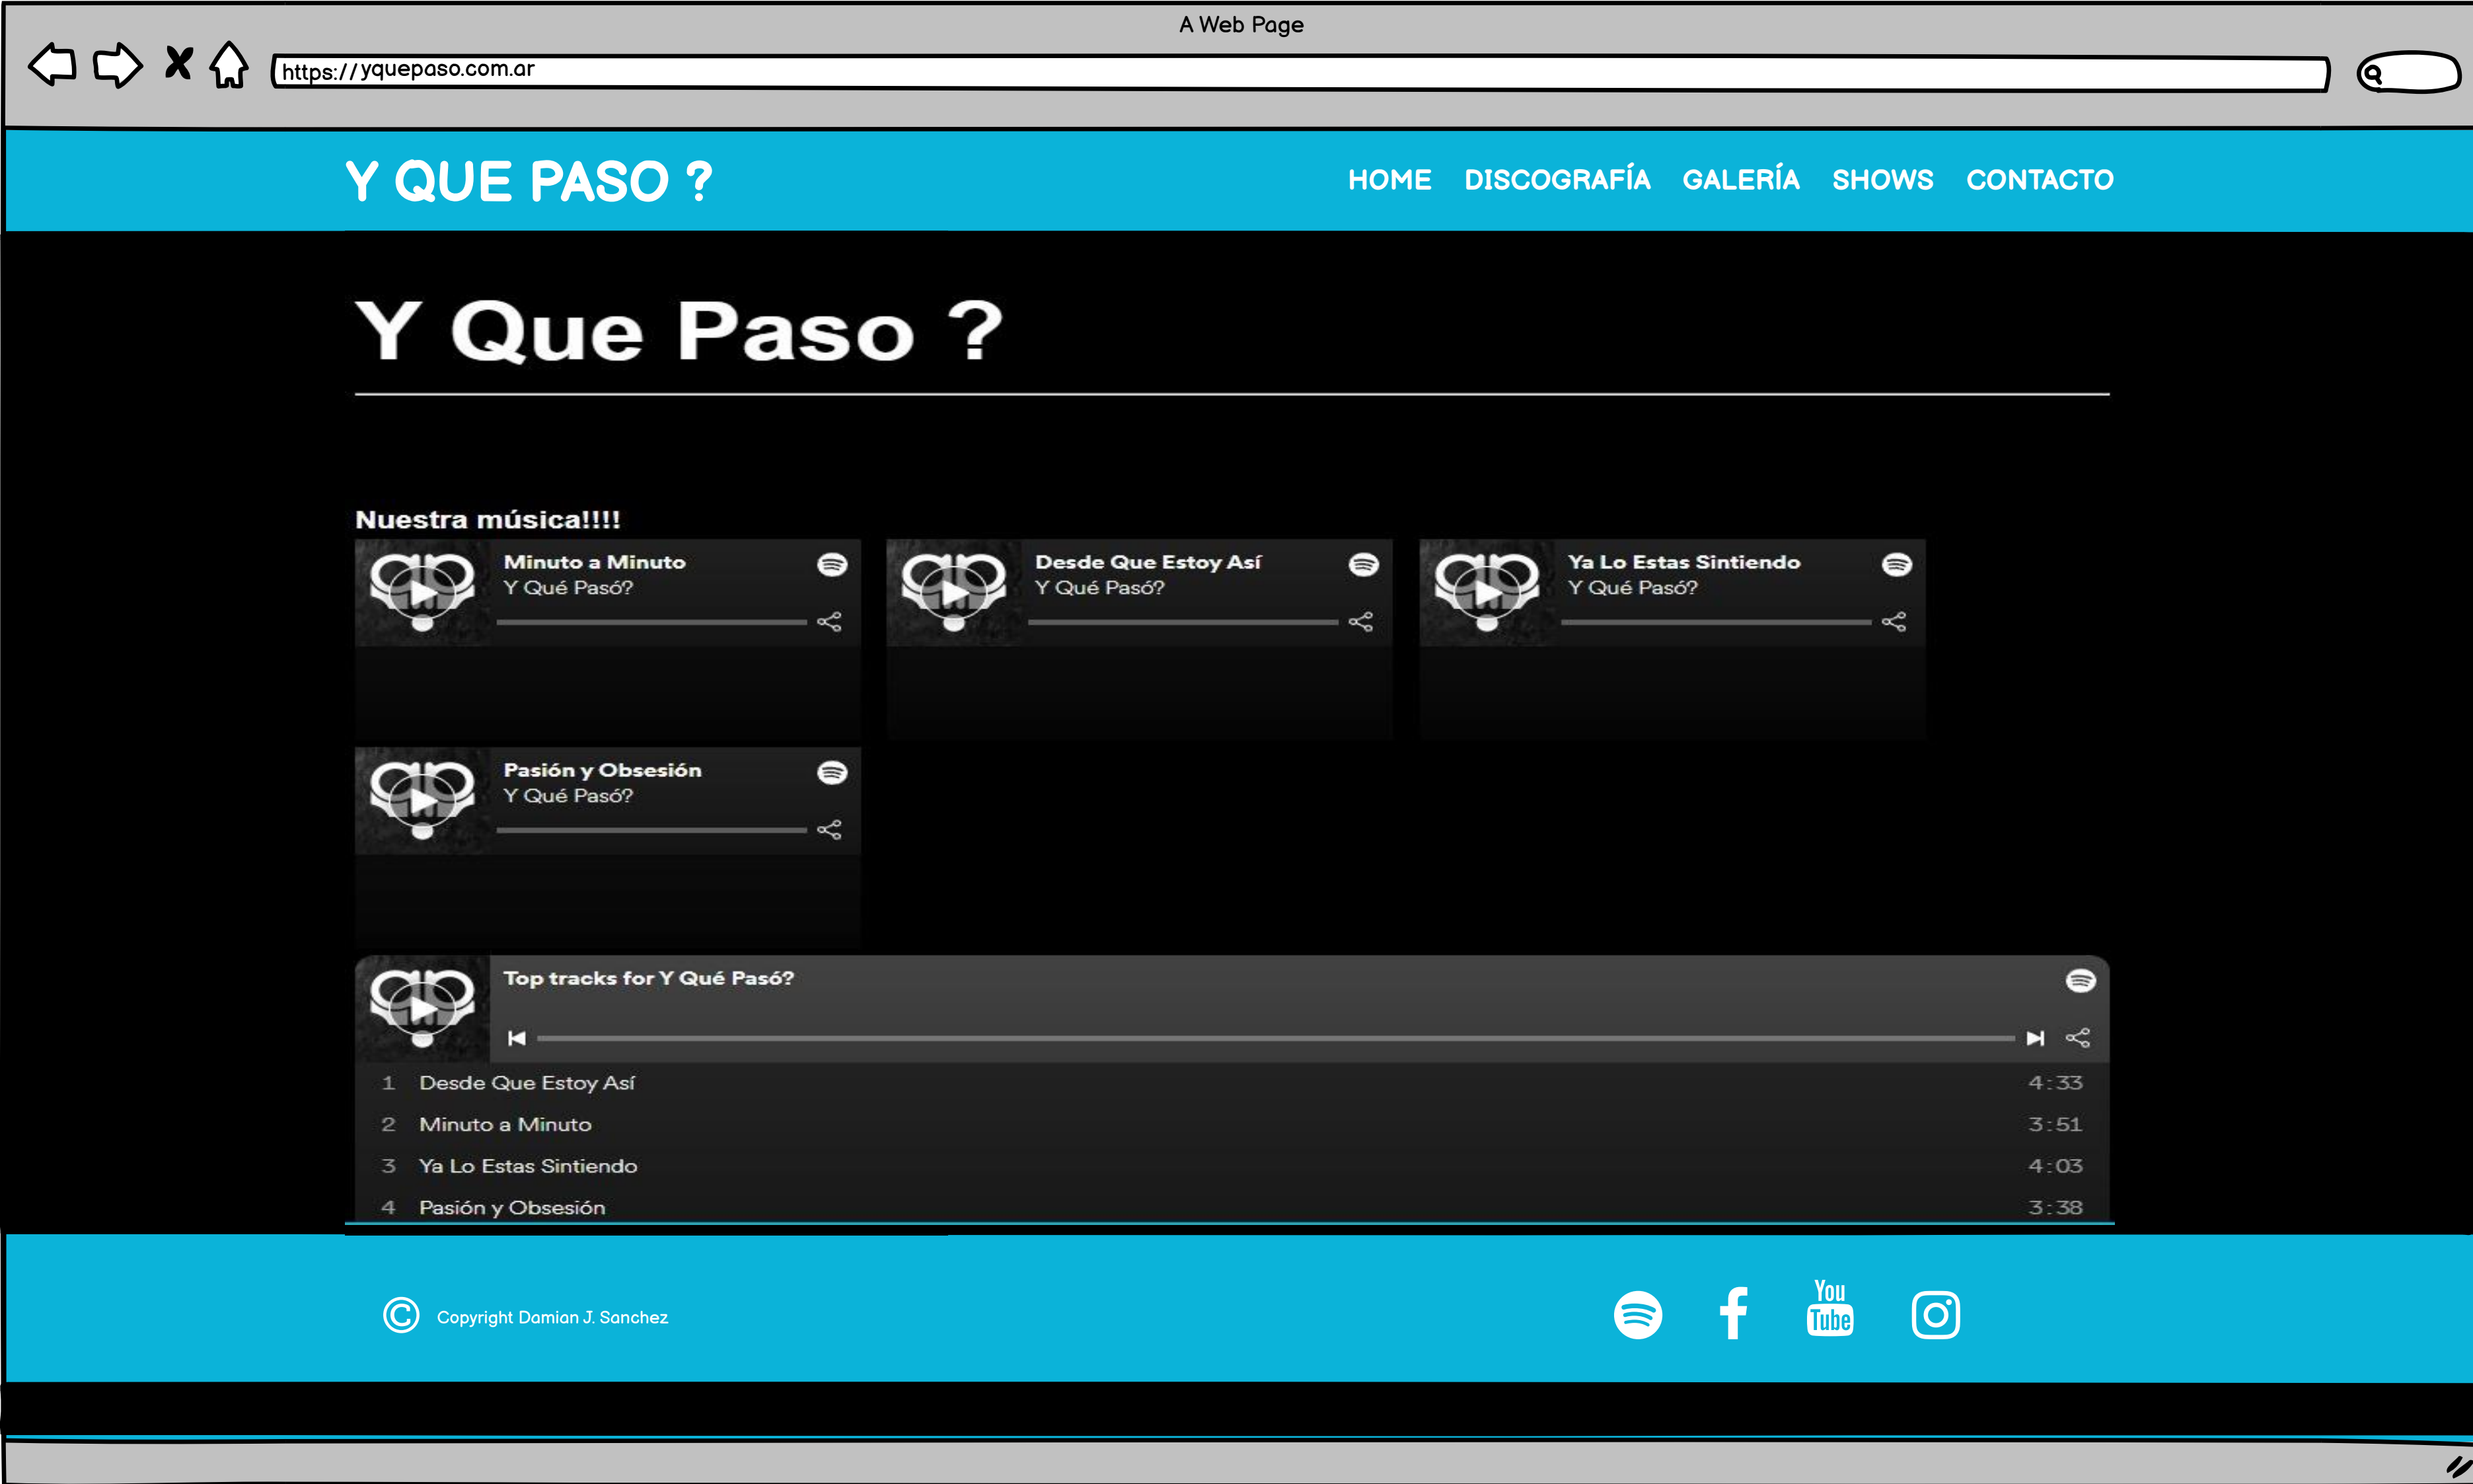 A Web Page
https://yquepaso.com.ar
Y QUE PASO ?
HOME DISCOGRAFÍA GALERÍA SHOWS CONTACTO
Y Que Paso ?
Nuestra música!!!!
Minuto a Minuto
Y Qué Pasó?
Desde Que Estoy Así
Y Qué Pasó?
Ya Lo Estas Sintiendo
Y Qué Pasó?
Pasión y Obsesión
Y Qué Pasó?
Top tracks for Y Qué Pasó?
1 Desde Que Estoy Así 4:33
2 Minuto a Minuto 3:51
3 Ya Lo Estas Sintiendo 4:03
4 Pasión y Obsesión 3:38
© Copyright Damian J. Sanchez
You
Tube